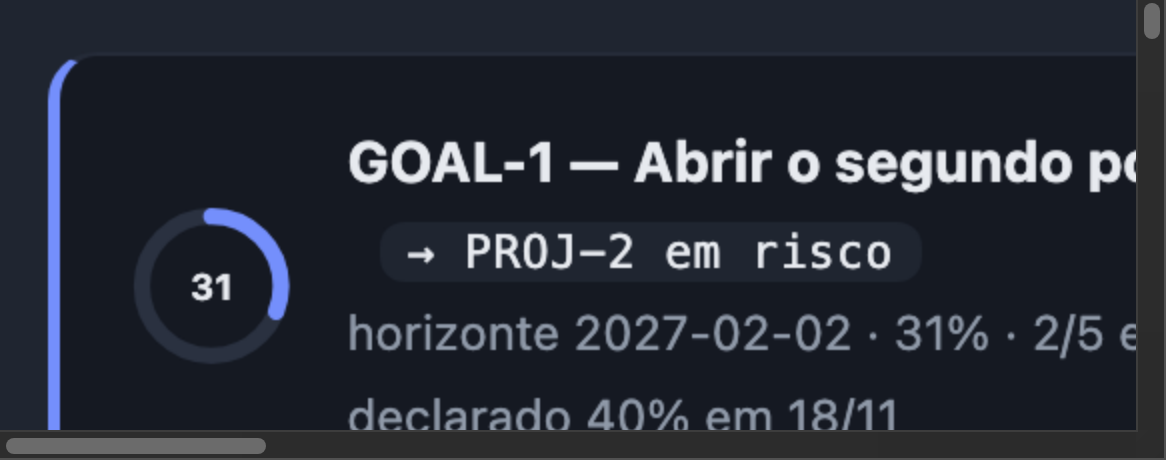 GOAL-1 — Abrir o segundo
→ PROJ-2 em risco
31
horizonte 2027-02-02 · 31% · 2/5
declarado 40% em 18/11